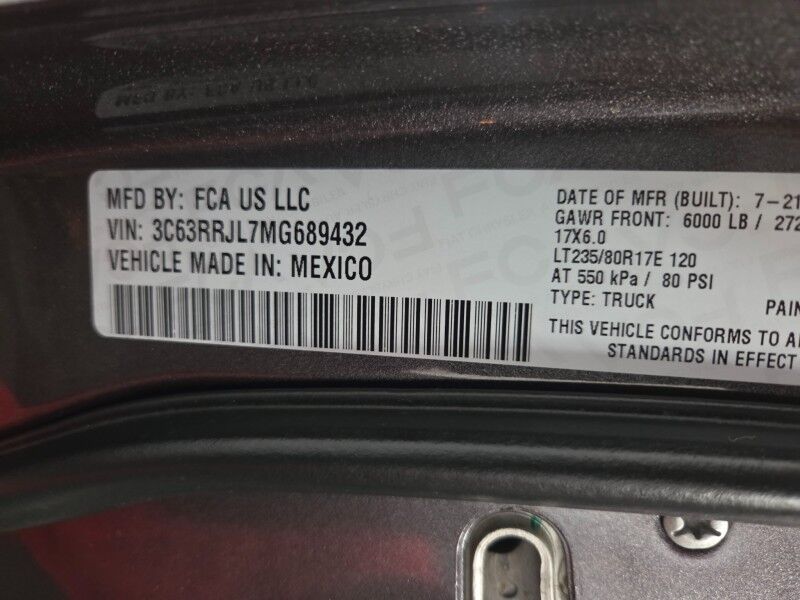 MFD BY: FCA US LLC
VIN: 3C63RRJL7MG689432
VEHICLE MADE IN: MEXICO
DATE OF MFR (BUILT): 7-21
GAWR FRONT: 6000 LB / 272
17X6.0
LT235/80R17E 120
AT 550 kPa / 80 PSI
TYPE: TRUCK
PAIN
THIS VEHICLE CONFORMS TO A
STANDARDS IN EFFECT